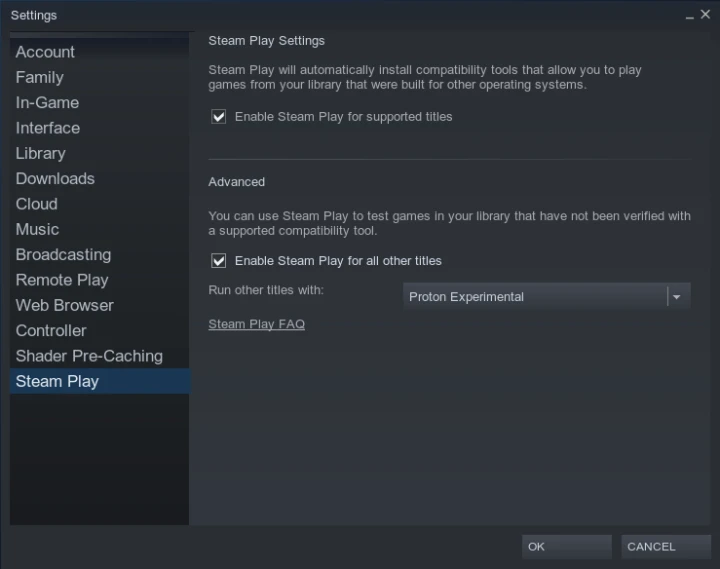 Settings
Account
Family
In-Game
Interface
Library
Downloads
Cloud
Music
Broadcasting
Remote Play
Web Browser
Controller
Shader Pre-Caching
Steam Play
Steam Play Settings
Steam Play will automatically install compatibility tools that allow you to play
games from your library that were built for other operating systems.
Enable Steam Play for supported titles
Advanced
You can use Steam Play to test games in your library that have not been verified with
a supported compatibility tool.
Enable Steam Play for all other titles
Run other titles with:
Proton Experimental
Steam Play FAQ
OK
CANCEL